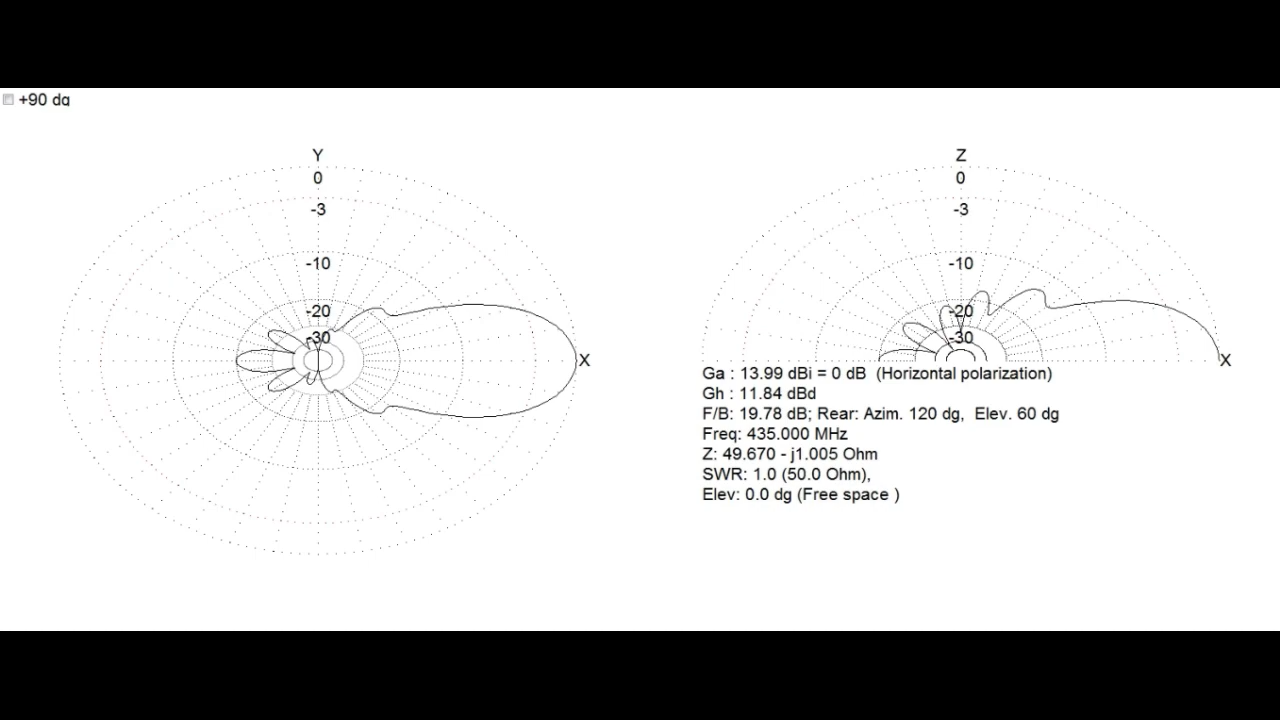 +90 dg
Y
0
-3
-10
-20
-30
X
Z
0
-3
-10
-20
-30
X
Ga : 13.99 dBi = 0 dB (Horizontal polarization)
Gh : 11.84 dBd
F/B: 19.78 dB; Rear: Azim. 120 dg, Elev. 60 dg
Freq: 435.000 MHz
Z: 49.670 - j1.005 Ohm
SWR: 1.0 (50.0 Ohm),
Elev: 0.0 dg (Free space )